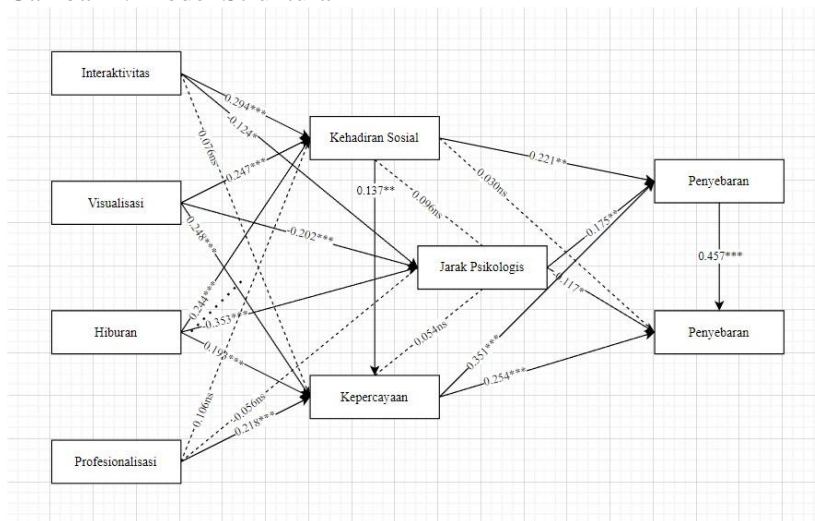 Interaktivitas
0.294***
-0.124*
0.076ns
Kehadiran Sosial
0.221**
0.247***
0.137**
0.096ns
0.030ns
Penyebaran
Visualisasi
0.248***
-0.202***
0.175**
0.457***
Jarak Psikologis
-0.117*
0.244***
Hiburan
-0.353***
0.193***
0.054ns
0.351***
Penyebaran
0.254***
0.106ns
-0.056ns
0.218***
Kepercayaan
Profesionalisasi